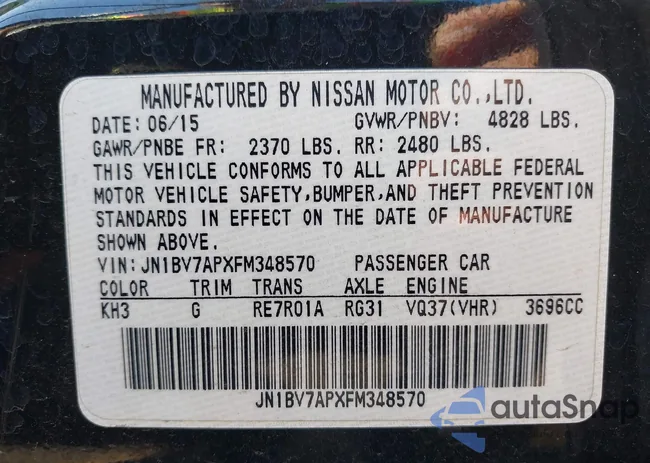 MANUFACTURED BY NISSAN MOTOR CO.,LTD.
DATE: 06/15 GVWR/PNBV: 4828 LBS.
GAWR/PNBE FR: 2370 LBS. RR: 2480 LBS.
THIS VEHICLE CONFORMS TO ALL APPLICABLE FEDERAL
MOTOR VEHICLE SAFETY,BUMPER,AND THEFT PREVENTION
STANDARDS IN EFFECT ON THE DATE OF MANUFACTURE
SHOWN ABOVE.
VIN:JN1BV7APXFM348570 PASSENGER CAR
COLOR TRIM TRANS AXLE ENGINE
KH3 G RE7R01A RG31 VQ37(VHR) 3696CC
JN1BV7APXFM348570
autoSnap